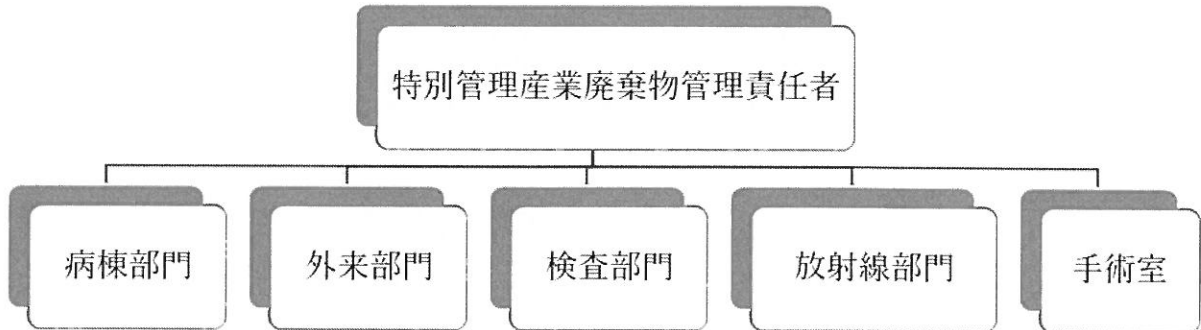 特別管理産業廃棄物管理責任者
病棟部門
外来部門
検査部門
放射線部門
手術室